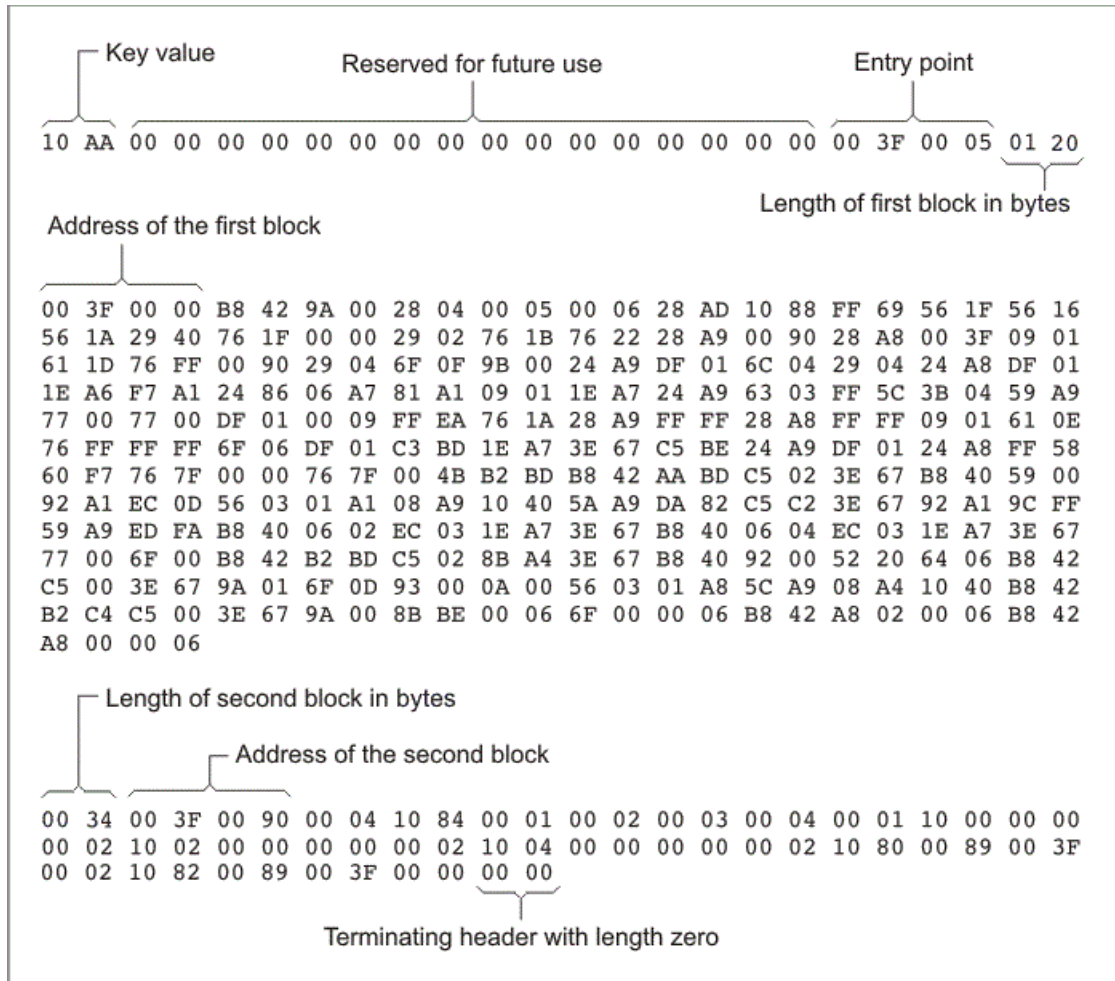 Key value
Reserved for future use
Entry point
10 AA 00 00 00 00 00 00 00 00 00 00 00 00 00 00 00 00 00 3F 00 05 01 20
Length of first block in bytes
Address of the first block
00 3F 00 00 B8 42 9A 00 28 04 00 05 00 06 28 AD 10 88 FF 69 56 1F 56 16
56 1A 29 40 76 1F 00 00 29 02 76 1B 76 22 28 A9 00 90 28 A8 00 3F 09 01
61 1D 76 FF 00 90 29 04 6F 0F 9B 00 24 A9 DF 01 6C 04 29 04 24 A8 DF 01
1E A6 F7 A1 24 86 06 A7 81 A1 09 01 1E A7 24 A9 63 03 FF 5C 3B 04 59 A9
77 00 77 00 DF 01 00 09 FF EA 76 1A 28 A9 FF FF 28 A8 FF FF 09 01 61 0E
76 FF FF FF 6F 06 DF 01 C3 BD 1E A7 3E 67 C5 BE 24 A9 DF 01 24 A8 FF 58
60 F7 76 7F 00 00 76 7F 00 4B B2 BD B8 42 AA BD C5 02 3E 67 B8 40 59 00
92 A1 EC 0D 56 03 01 A1 08 A9 10 40 5A A9 DA 82 C5 C2 3E 67 92 A1 9C FF
59 A9 ED FA B8 40 06 02 EC 03 1E A7 3E 67 B8 40 06 04 EC 03 1E A7 3E 67
77 00 6F 00 B8 42 B2 BD C5 02 8B A4 3E 67 B8 40 92 00 52 20 64 06 B8 42
C5 00 3E 67 9A 01 6F 0D 93 00 0A 00 56 03 01 A8 5C A9 08 A4 10 40 B8 42
B2 C4 C5 00 3E 67 9A 00 8B BE 00 06 6F 00 00 06 B8 42 A8 02 00 06 B8 42
A8 00 00 06
Length of second block in bytes
Address of the second block
00 34 00 3F 00 90 00 04 10 84 00 01 00 02 00 03 00 04 00 01 10 00 00 00
00 02 10 02 00 00 00 00 00 02 10 04 00 00 00 00 00 02 10 80 00 89 00 3F
00 02 10 82 00 89 00 3F 00 00 00 00
Terminating header with length zero